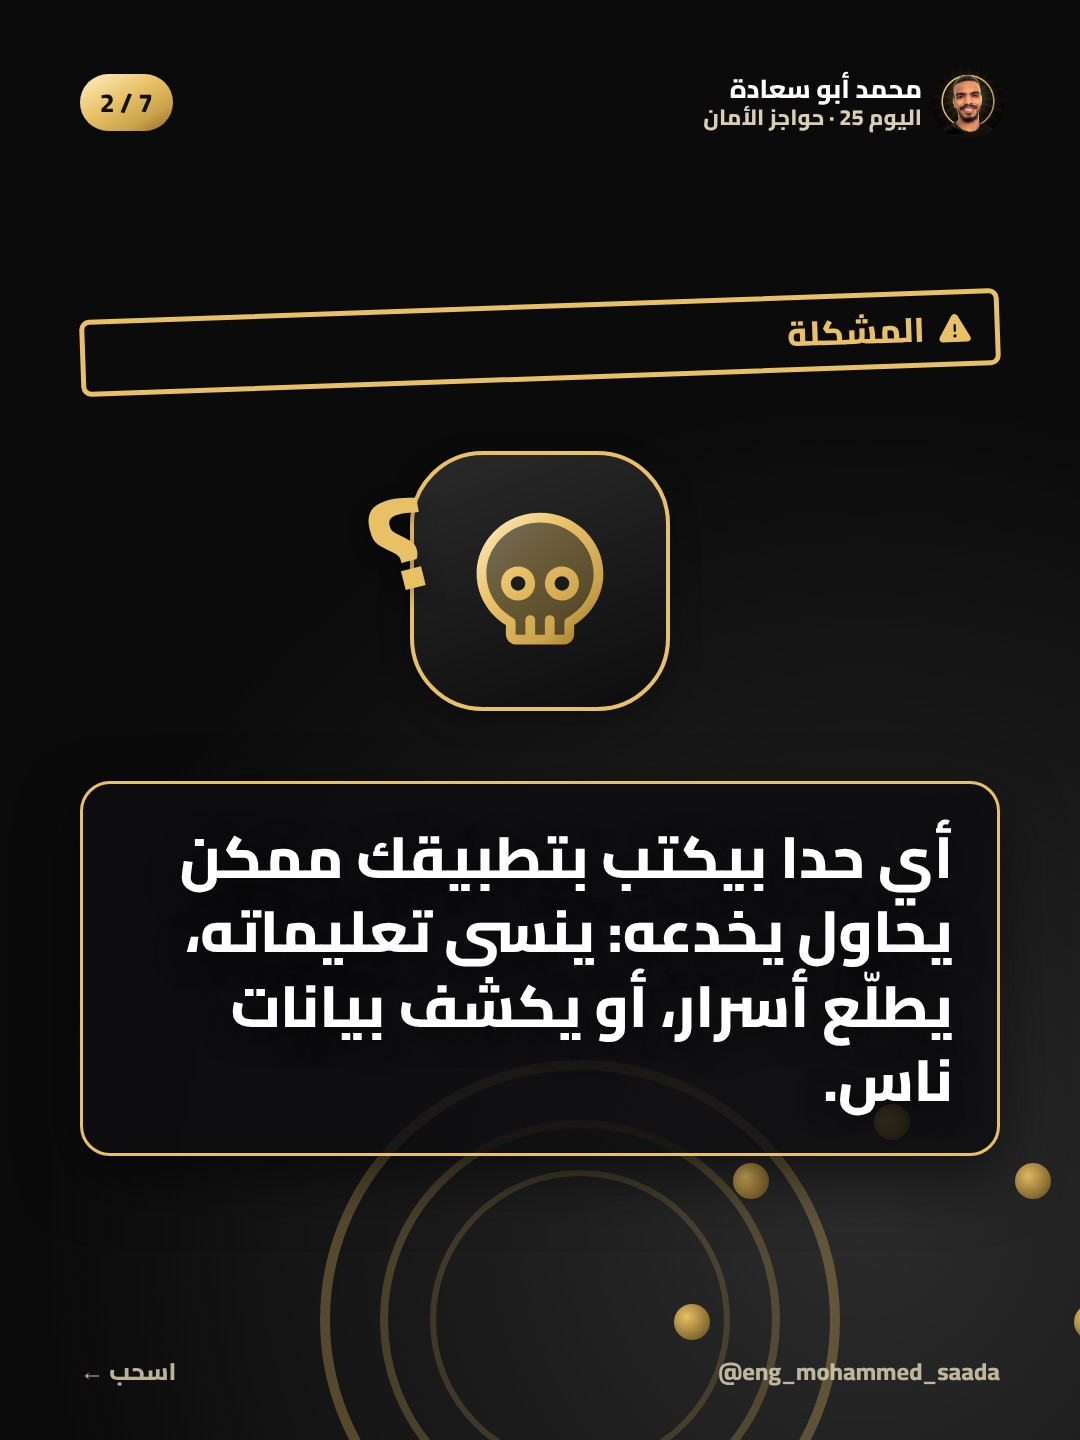 محمد أبو سعادة
اليوم 25 · حواجز الأمان
2 / 7
المشكلة
؟
أي حدا بيكتب بتطبيقك ممكن
يحاول يخدعه: ينسى تعليماته،
يطلّع أسرار، أو يكشف بيانات
ناس.
@eng_mohammed_saada
اسحب ←